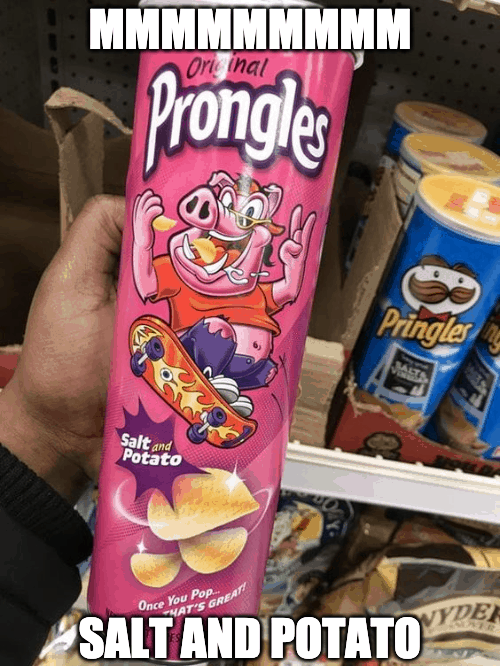 MMMMMMMMM
Original
Prongles
Salt and
Potato
Once You Pop...
THAT'S GREAT!
Pringles
SALT AND POTATO